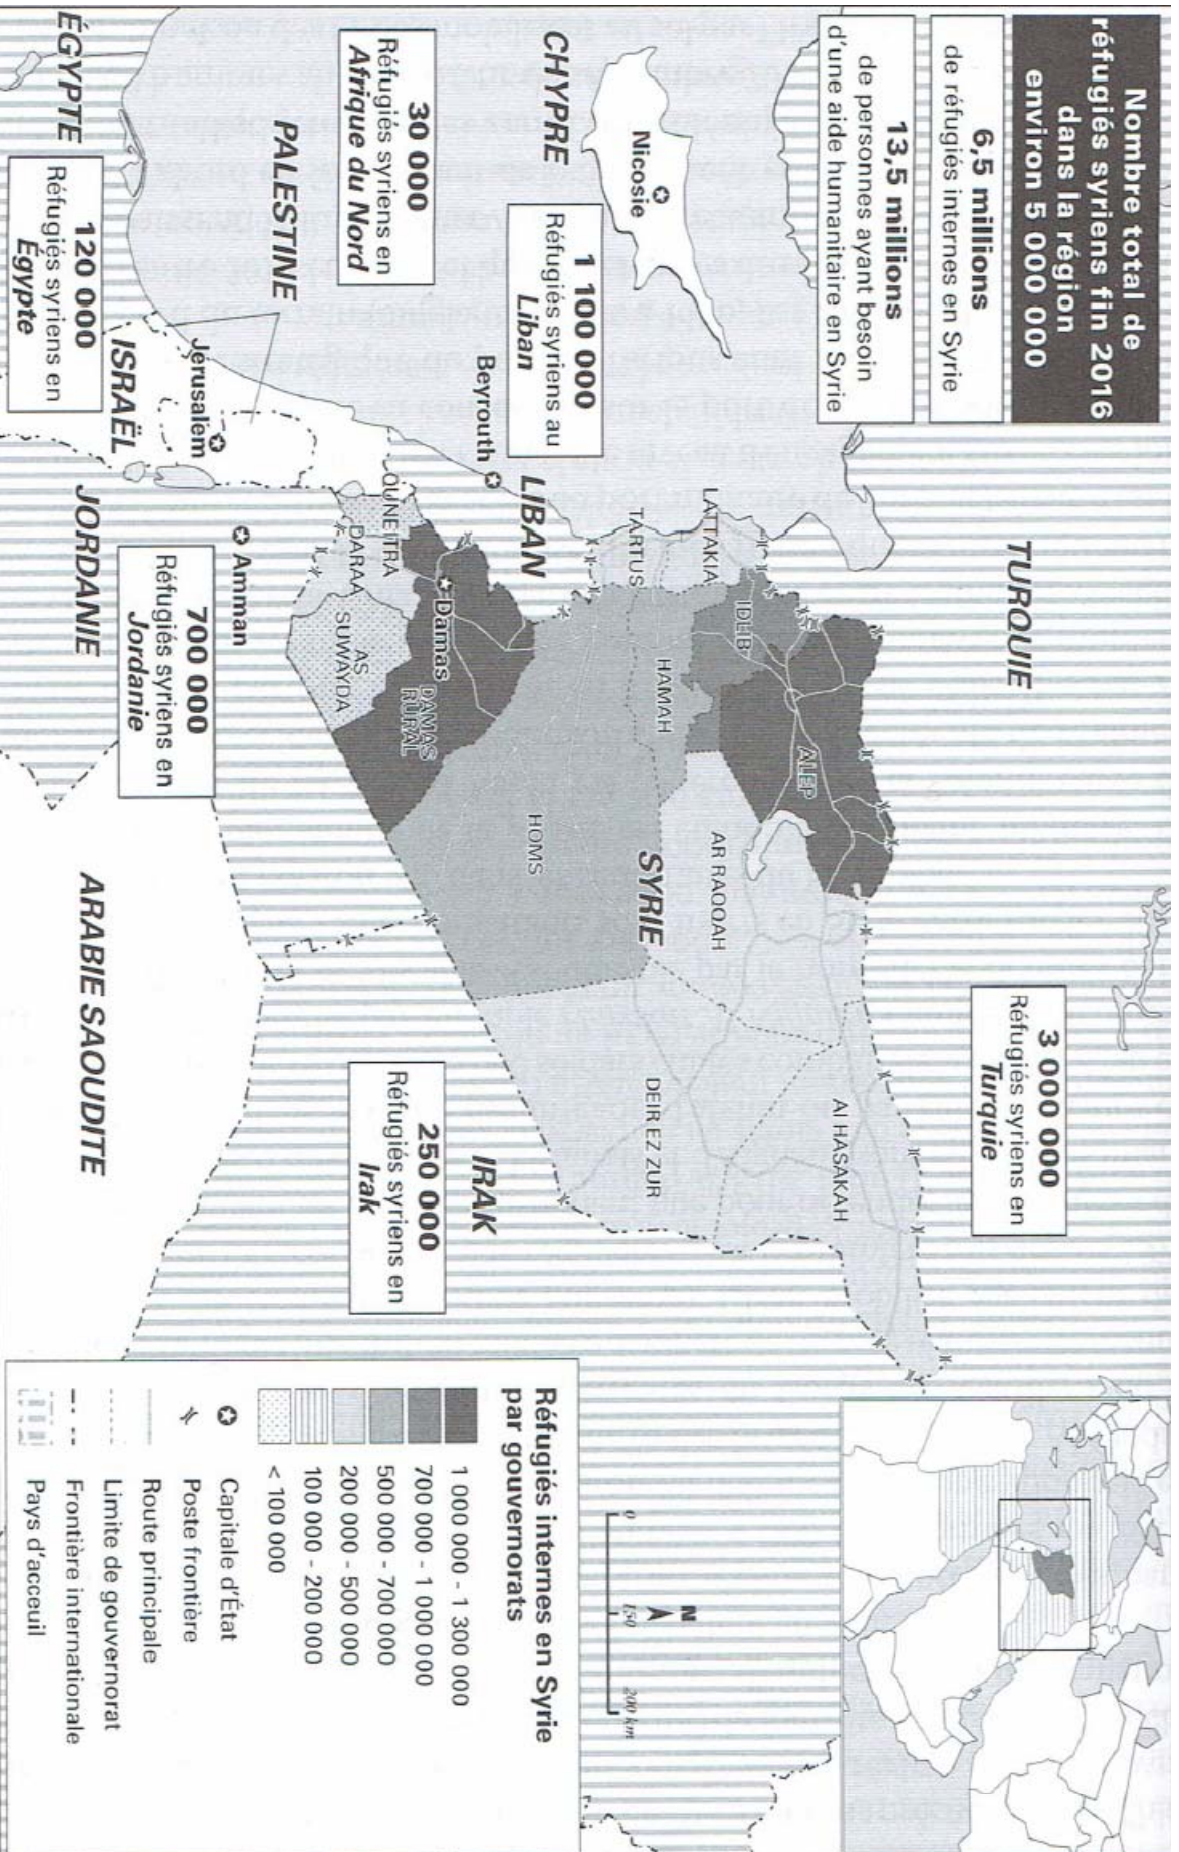 Nombre total de
réfugiés syriens fin 2016
dans la région
environ 5 000 000
6,5 millions
de réfugiés internes en Syrie
13,5 millions
de personnes ayant besoin
d'une aide humanitaire en Syrie
TURQUIE
3 000 000
Réfugiés syriens en
Turquie
CHYPRE
Nicosie
1 100 000
Réfugiés syriens au
Liban
30 000
Réfugiés syriens en
Afrique du Nord
LATTAKIA
TARTUS
IDLIB
ALEP
HAMAH
AR RAQQAH
Al HASAKAH
SYRIE
HOMS
DEIR EZ ZUR
LIBAN
Beyrouth
Damas
DAMAS
RURAL
QUNEITRA
DARAA
AS
SUWAYDA
IRAK
250 000
Réfugiés syriens en
Irak
PALESTINE
Jérusalem
ISRAËL
Amman
JORDANIE
700 000
Réfugiés syriens en
Jordanie
ÉGYPTE
120 000
Réfugiés syriens en
Égypte
ARABIE SAOUDITE
N
0 150 200 km
Réfugiés internes en Syrie
par gouvernorats
1 000 000 - 1 300 000
700 000 - 1 000 000
500 000 - 700 000
200 000 - 500 000
100 000 - 200 000
< 100 000
Capitale d'État
Poste frontière
Route principale
Limite de gouvernorat
Frontière internationale
Pays d'acceuil